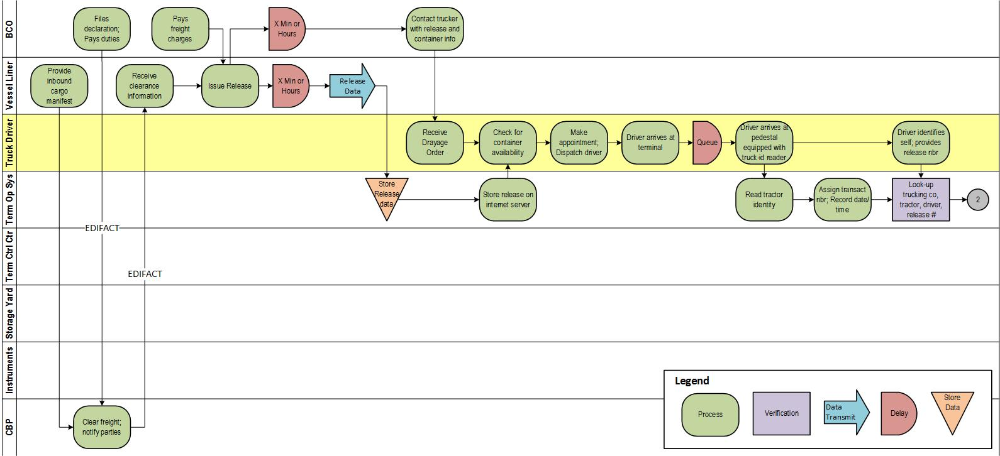 BCO
Files
declaration;
Pays duties
Pays
freight
charges
X Min or
Hours
Contact trucker
with release and
container info
Vessel Liner
Provide
inbound
cargo
manifest
Receive
clearance
information
Issue Release
X Min or
Hours
Release
Data
Truck Driver
Receive
Drayage
Order
Check for
container
availability
Make
appointment;
Dispatch driver
Driver arrives at
terminal
Queue
Driver arrives at
pedestal
equipped with
truck-id reader
Driver identifies
self; provides
release nbr
Term Op Sys
Store
Release
data
Store release on
internet server
Read tractor
identity
Assign transact
nbr; Record date/
time
Look-up
trucking co,
tractor, driver,
release #
2
EDIFACT
Term Ctrl Ctr
EDIFACT
Storage Yard
Instruments
CBP
Clear freight;
notify parties
Legend
Process
Verification
Data
Transmit
Delay
Store
Data